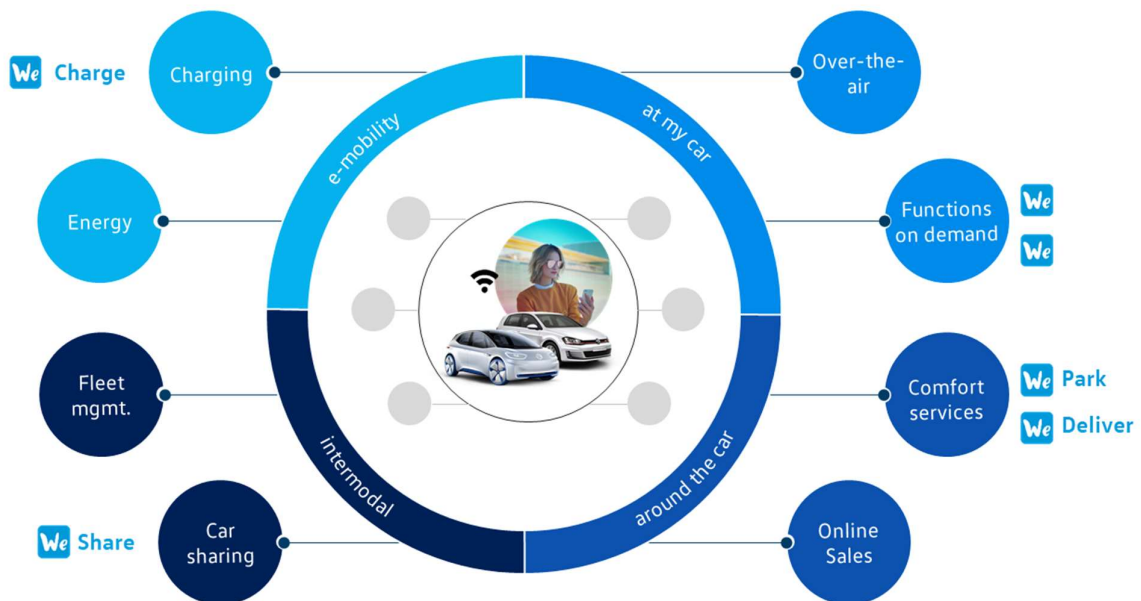 We Charge
Charging
Energy
Fleet
mgmt.
We Share
Car
sharing
e-mobility
at my car
intermodal
around the car
Over-the-
air
Functions
on demand
We
We
Comfort
services
We Park
We Deliver
Online
Sales